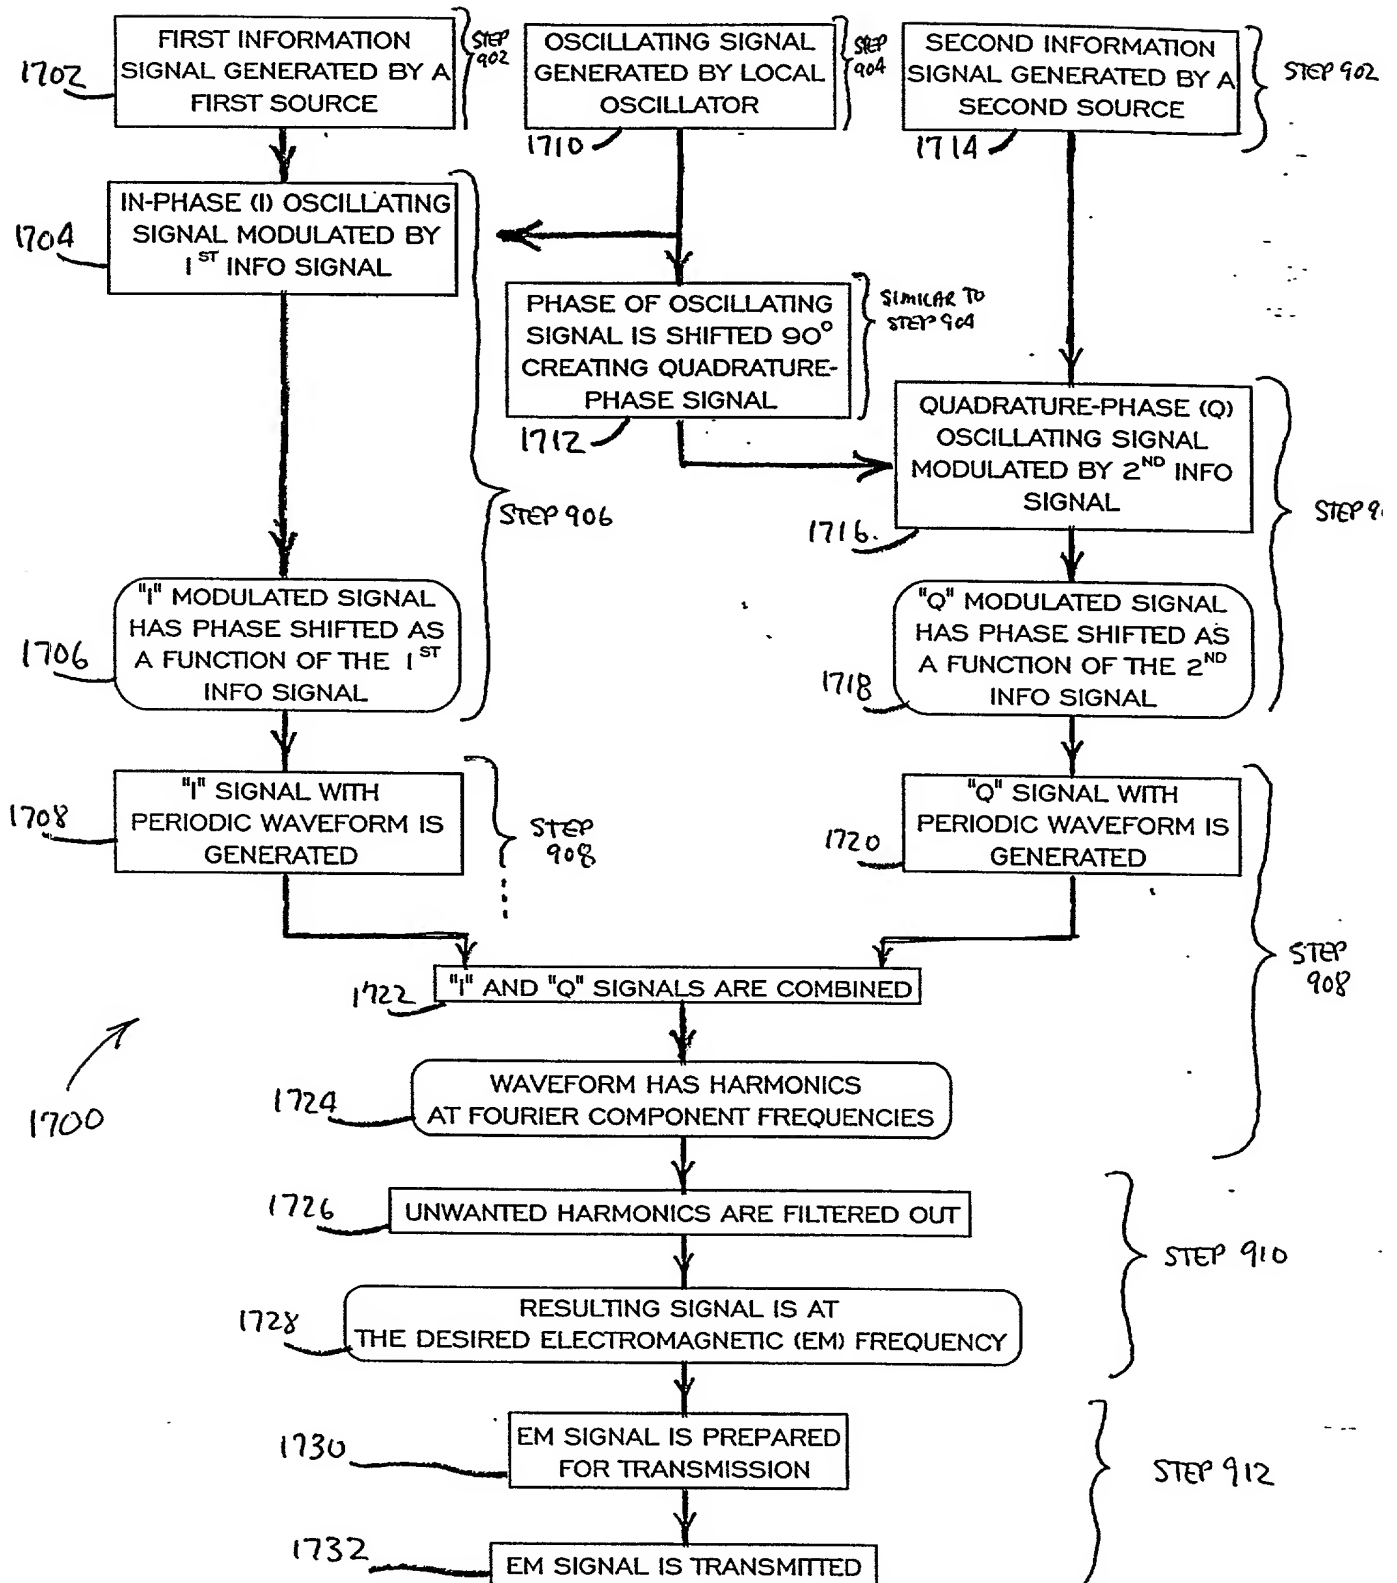 FIRST INFORMATION
SIGNAL GENERATED BY A
FIRST SOURCE
1702
STEP
902
OSCILLATING SIGNAL
GENERATED BY LOCAL
OSCILLATOR
1710
STEP
904
SECOND INFORMATION
SIGNAL GENERATED BY A
SECOND SOURCE
1714
STEP 902
IN-PHASE (I) OSCILLATING
SIGNAL MODULATED BY
1ST INFO SIGNAL
1704
PHASE OF OSCILLATING
SIGNAL IS SHIFTED 90°
CREATING QUADRATURE-
PHASE SIGNAL
1712
SIMILAR TO
STEP 904
QUADRATURE-PHASE (Q)
OSCILLATING SIGNAL
MODULATED BY 2ND INFO
SIGNAL
1716
STEP 906
STEP
"I" MODULATED SIGNAL
HAS PHASE SHIFTED AS
A FUNCTION OF THE 1ST
INFO SIGNAL
1706
"Q" MODULATED SIGNAL
HAS PHASE SHIFTED AS
A FUNCTION OF THE 2ND
INFO SIGNAL
1718
"I" SIGNAL WITH
PERIODIC WAVEFORM IS
GENERATED
1708
STEP
908
"Q" SIGNAL WITH
PERIODIC WAVEFORM IS
GENERATED
1720
STEP
908
"I" AND "Q" SIGNALS ARE COMBINED
1722
1700
WAVEFORM HAS HARMONICS
AT FOURIER COMPONENT FREQUENCIES
1724
UNWANTED HARMONICS ARE FILTERED OUT
1726
STEP 910
RESULTING SIGNAL IS AT
THE DESIRED ELECTROMAGNETIC (EM) FREQUENCY
1728
EM SIGNAL IS PREPARED
FOR TRANSMISSION
1730
STEP 912
EM SIGNAL IS TRANSMITTED
1732